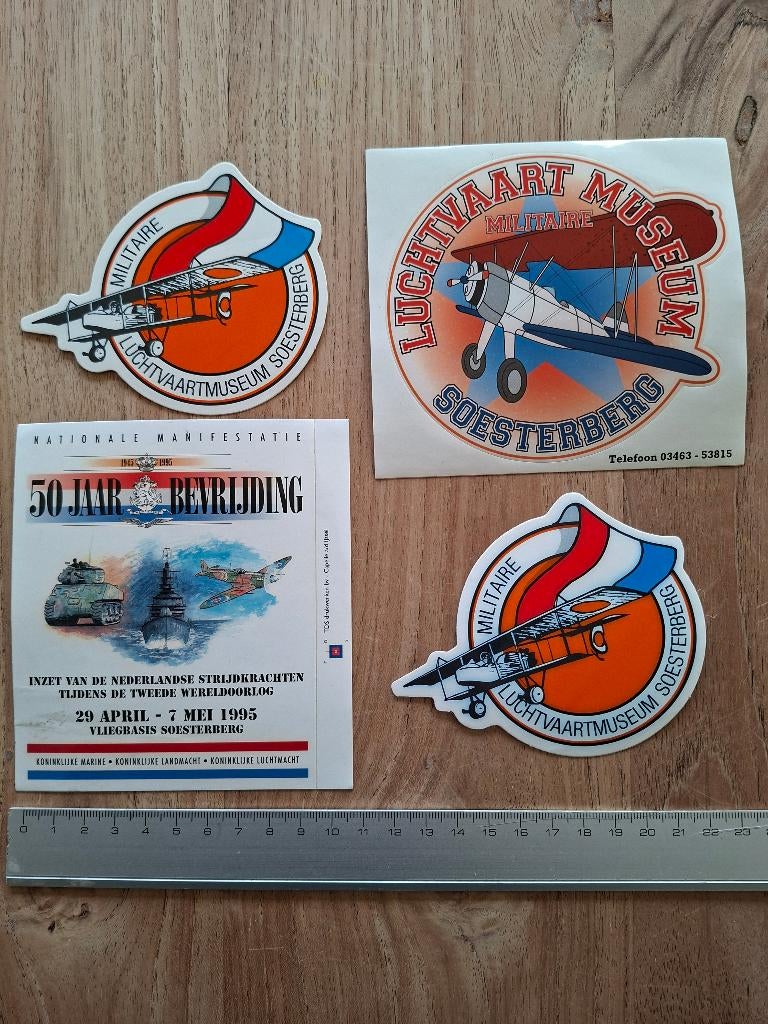 MILITAIRE
LUCHTVAARTMUSEUM SOESTERBERG
LUCHTVAART MUSEUM
MILITAIRE
SOESTERBERG
Telefoon 03463 - 53815
NATIONALE MANIFESTATIE
1945 1995
50 JAAR BEVRIJDING
INZET VAN DE NEDERLANDSE STRIJDKRACHTEN
TIJDENS DE TWEEDE WERELDOORLOG
29 APRIL - 7 MEI 1995
VLIEGBASIS SOESTERBERG
KONINKLIJKE MARINE • KONINKLIJKE LANDMACHT • KONINKLIJKE LUCHTMACHT
MILITAIRE
LUCHTVAARTMUSEUM SOESTERBERG
0 1 2 3 4 5 6 7 8 9 10 11 12 13 14 15 16 17 18 19 20 21 22 23